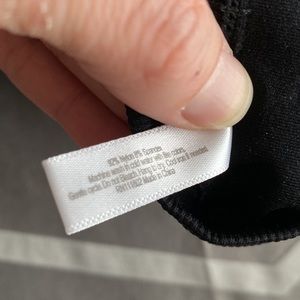 92% Nylon 8% Spandex
Machine wash in cold water with like colors.
Gentle cycle. Do not Bleach. Hang to dry. Cool iron if needed.
RN111802 Made in China